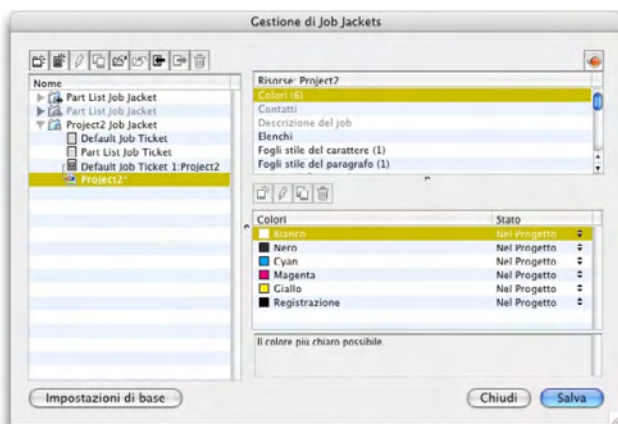 Gestione di Job Jackets
Nome
Part List Job Jacket
Part List Job Jacket
Project2 Job Jacket
Default Job Ticket
Part List Job Ticket
Default Job Ticket 1:Project2
Project2*
Risorse: Project2
Colori (6)
Contatti
Descrizione del job
Elenchi
Fogli stile del carattere (1)
Fogli stile del paragrafo (1)
Colori Stato
Bianco Nel Progetto
Nero Nel Progetto
Cyan Nel Progetto
Magenta Nel Progetto
Giallo Nel Progetto
Registrazione Nel Progetto
Il colore più chiaro possibile.
Impostazioni di base
Chiudi Salva